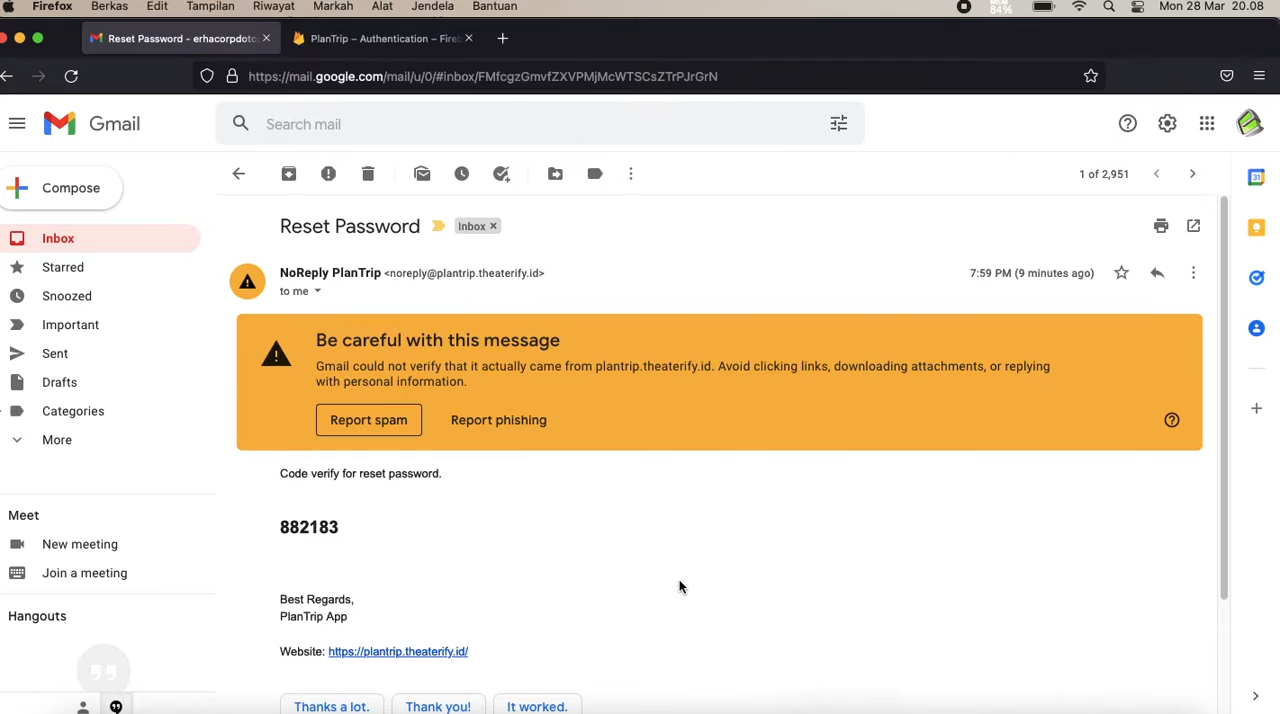 Firefox Berkas Edit Tampilan Riwayat Markah Alat Jendela Bantuan
MEM
84%
Mon 28 Mar 20.08
Reset Password - erhacorpdotc
PlanTrip – Authentication – Fire
https://mail.google.com/mail/u/0/#inbox/FMfcgzGmvfZXVPMjMcWTSCsZTrPJrGrN
Gmail
Search mail
Compose
1 of 2,951
Inbox
Starred
Snoozed
Important
Sent
Drafts
Categories
More
Meet
New meeting
Join a meeting
Hangouts
Reset Password
Inbox ×
NoReply PlanTrip <noreply@plantrip.theaterify.id>
7:59 PM (9 minutes ago)
to me
Be careful with this message
Gmail could not verify that it actually came from plantrip.theaterify.id. Avoid clicking links, downloading attachments, or replying
with personal information.
Report spam
Report phishing
Code verify for reset password.
882183
Best Regards,
PlanTrip App
Website: https://plantrip.theaterify.id/
Thanks a lot.
Thank you!
It worked.
31